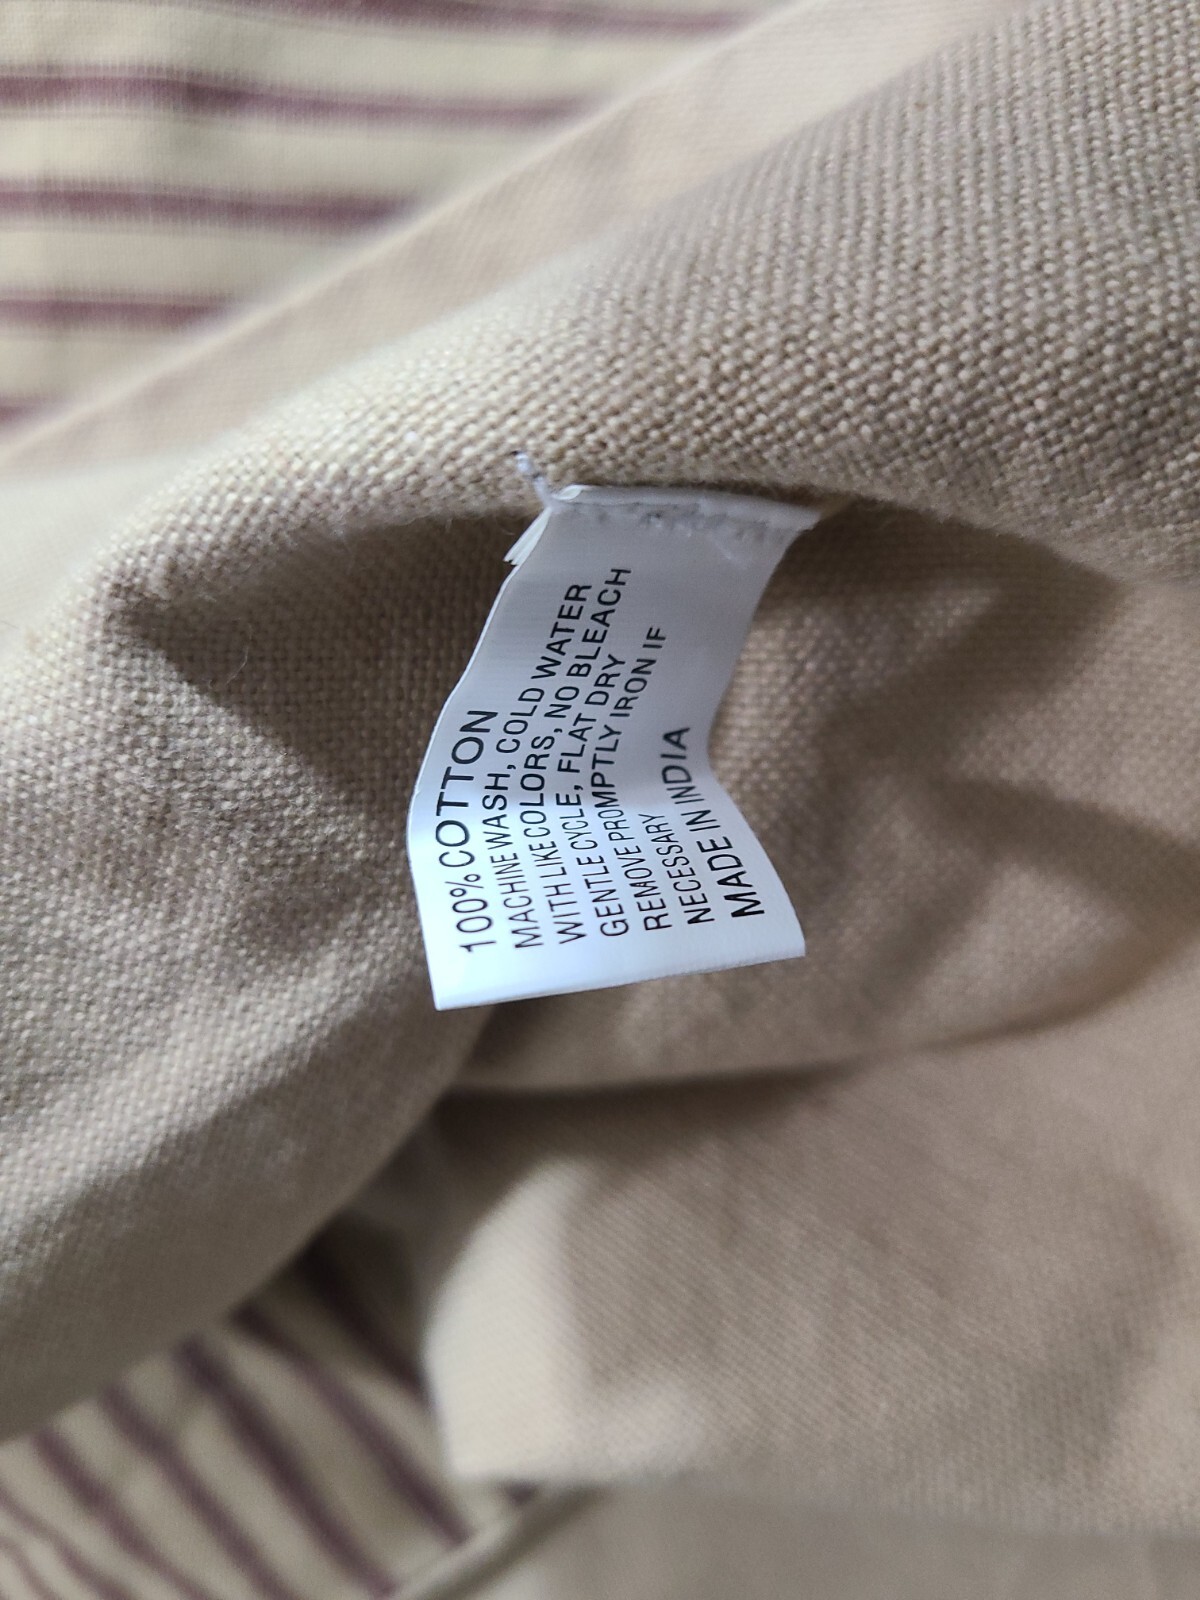 100% COTTON
MACHINE WASH, COLD WATER
WITH LIKE COLORS, NO BLEACH
GENTLE CYCLE, FLAT DRY
REMOVE PROMPTLY IRON IF
NECESSARY
MADE IN INDIA